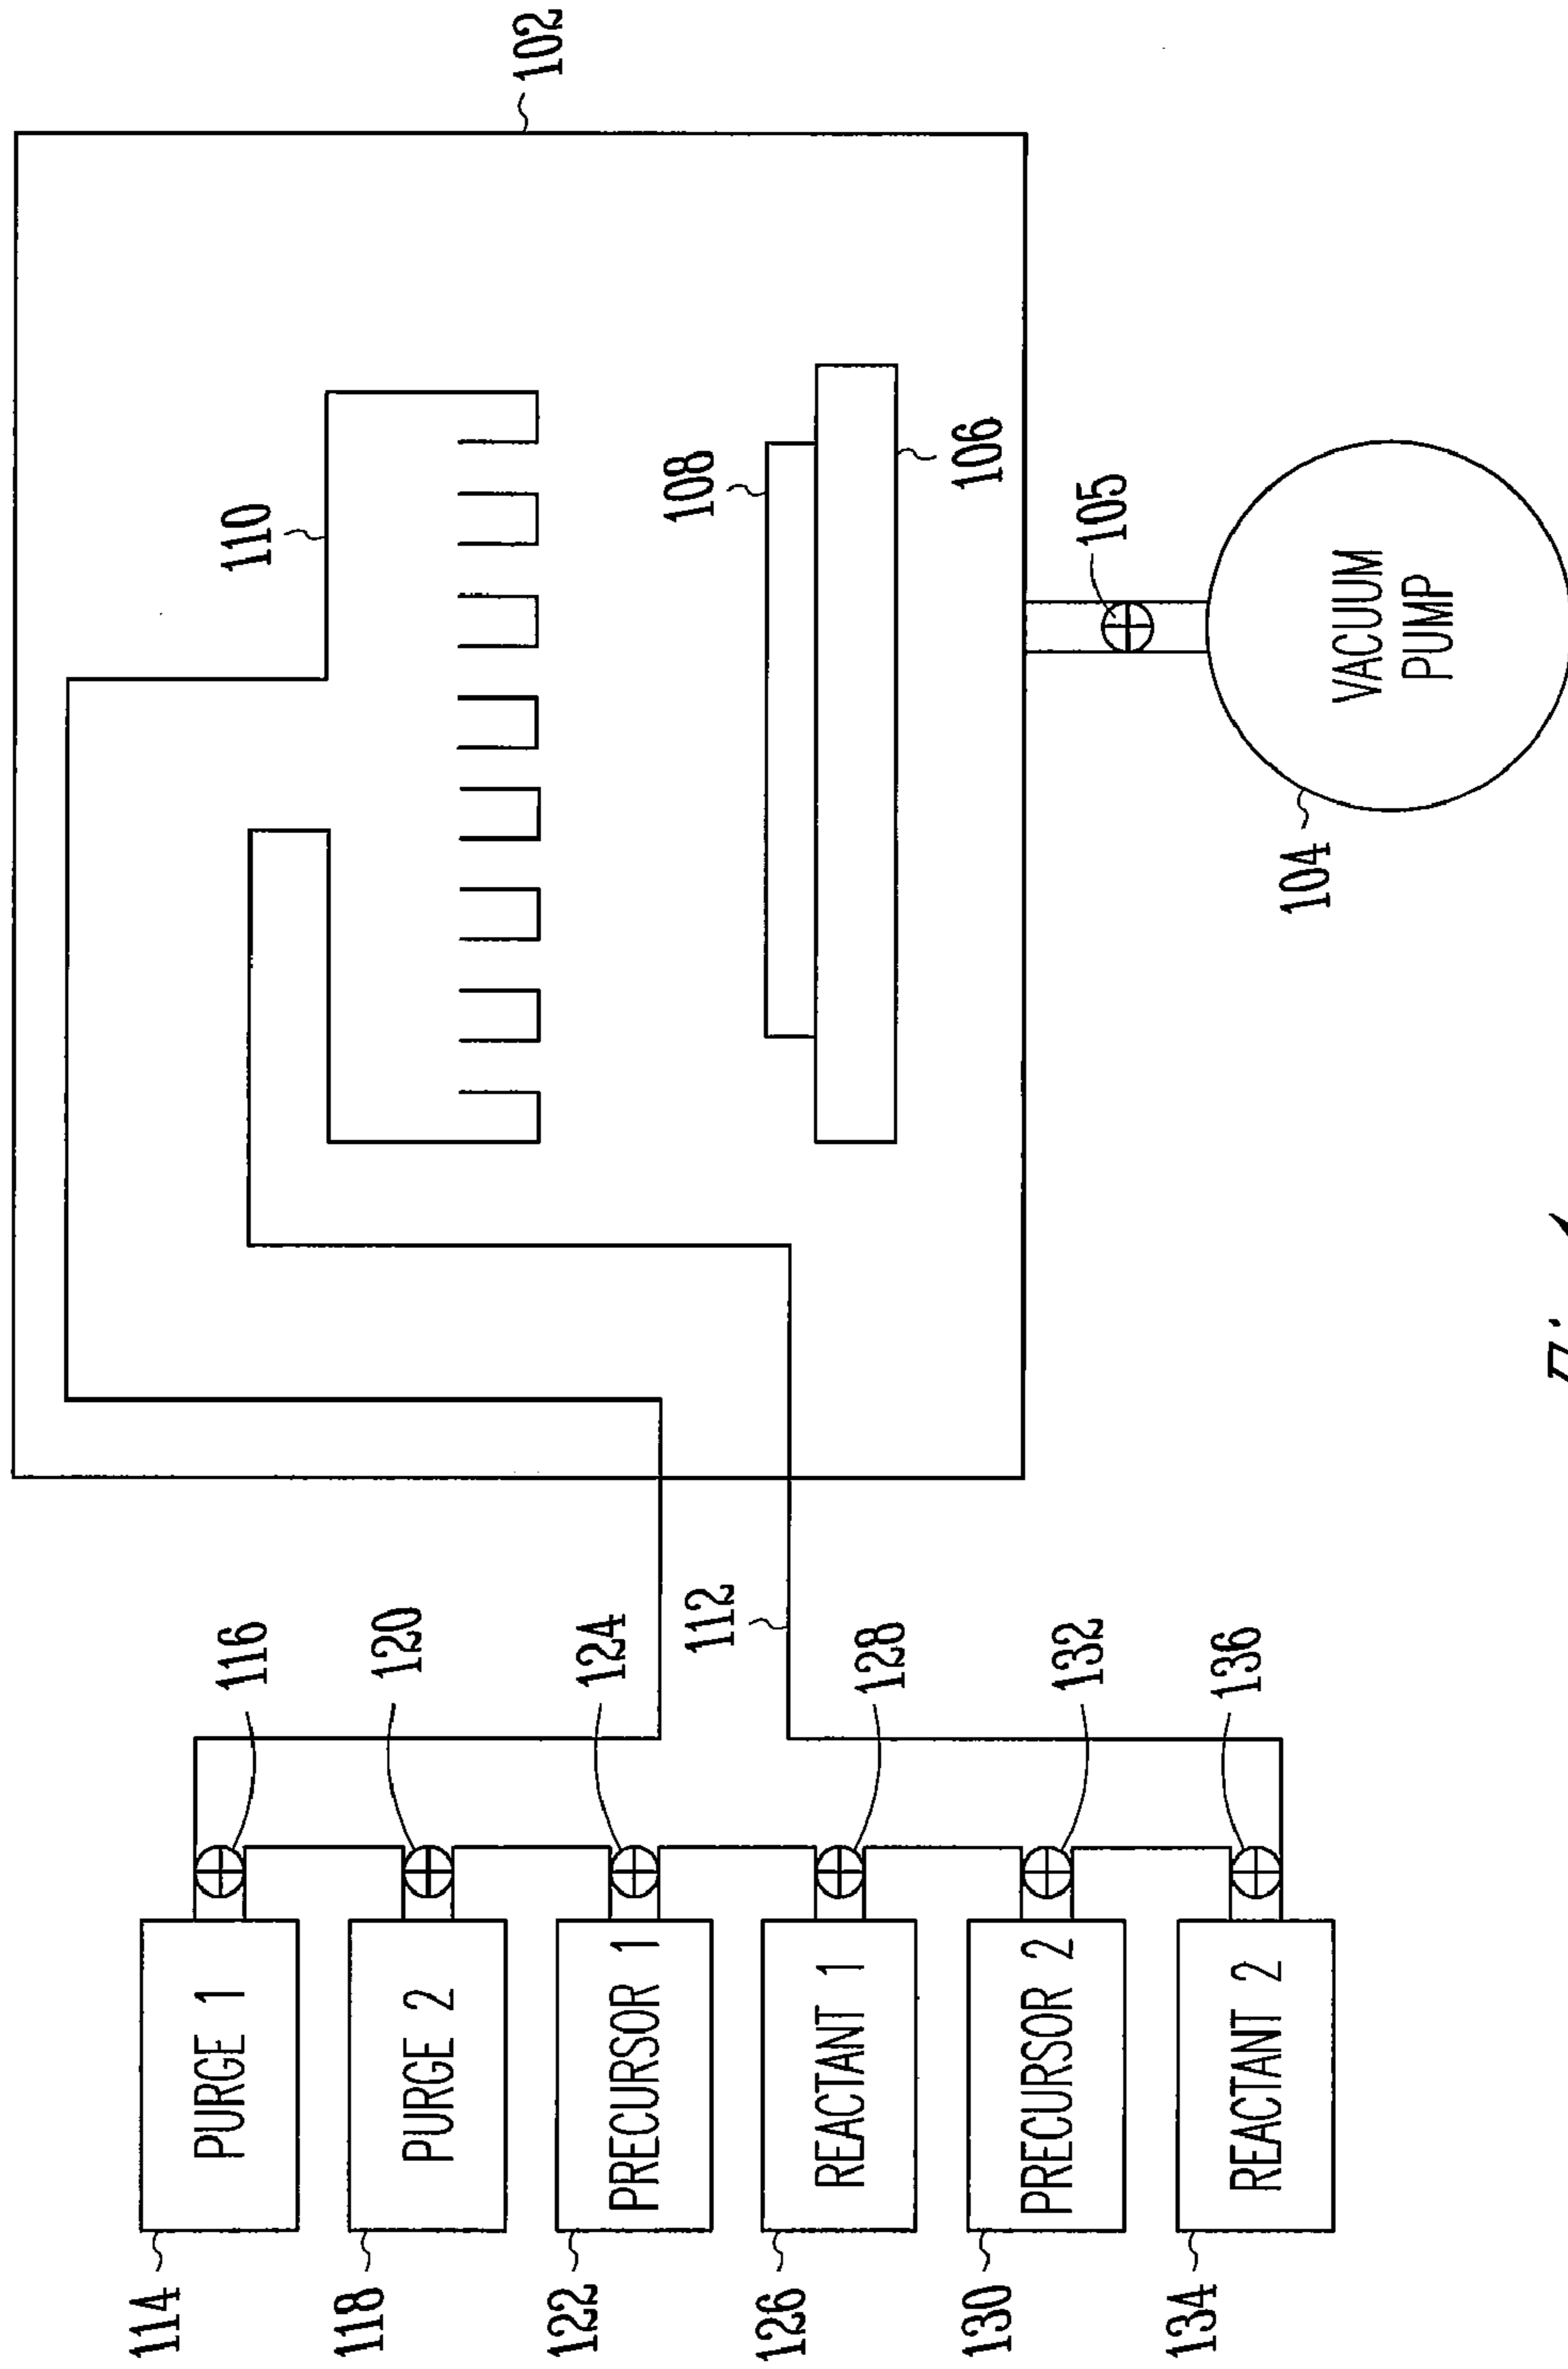 102
110
108
106
105
VACUUM
PUMP
104
112
116
120
124
128
132
136
114
PURGE 1
118
PURGE 2
122
PRECURSOR 1
126
REACTANT 1
130
PRECURSOR 2
134
REACTANT 2